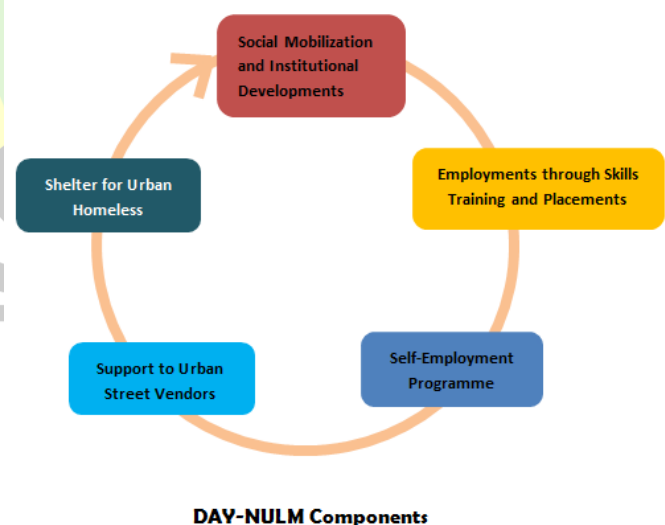 Social Mobilization
and Institutional
Developments
Employments through Skills
Training and Placements
Self-Employment
Programme
Support to Urban
Street Vendors
Shelter for Urban
Homeless
DAY-NULM Components